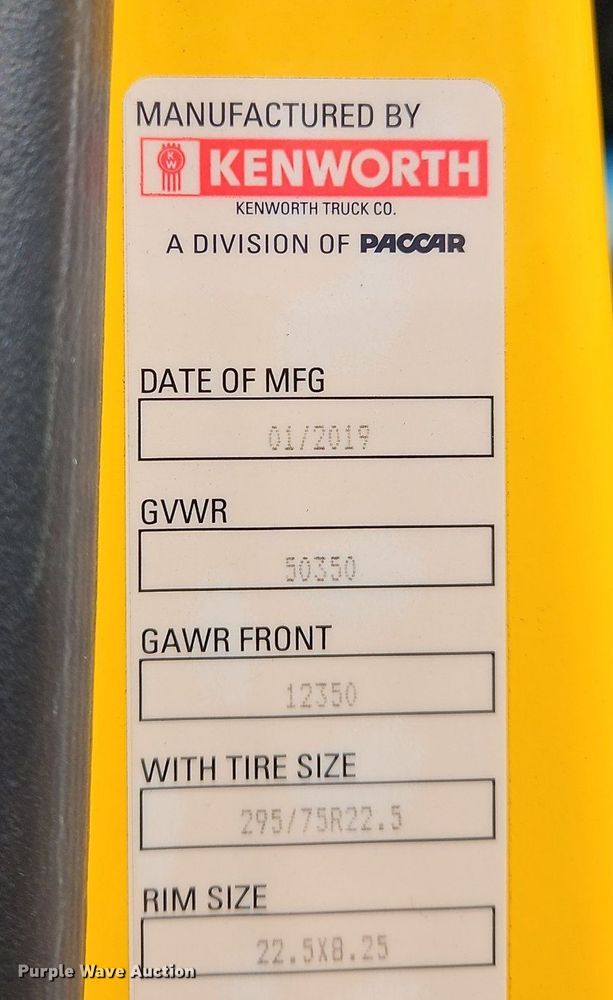 MANUFACTURED BY
KW KENWORTH
KENWORTH TRUCK CO.
A DIVISION OF PACCAR
DATE OF MFG
01/2019
GVWR
50350
GAWR FRONT
12350
WITH TIRE SIZE
295/75R22.5
RIM SIZE
22.5X8.25
Purple Wave Auction